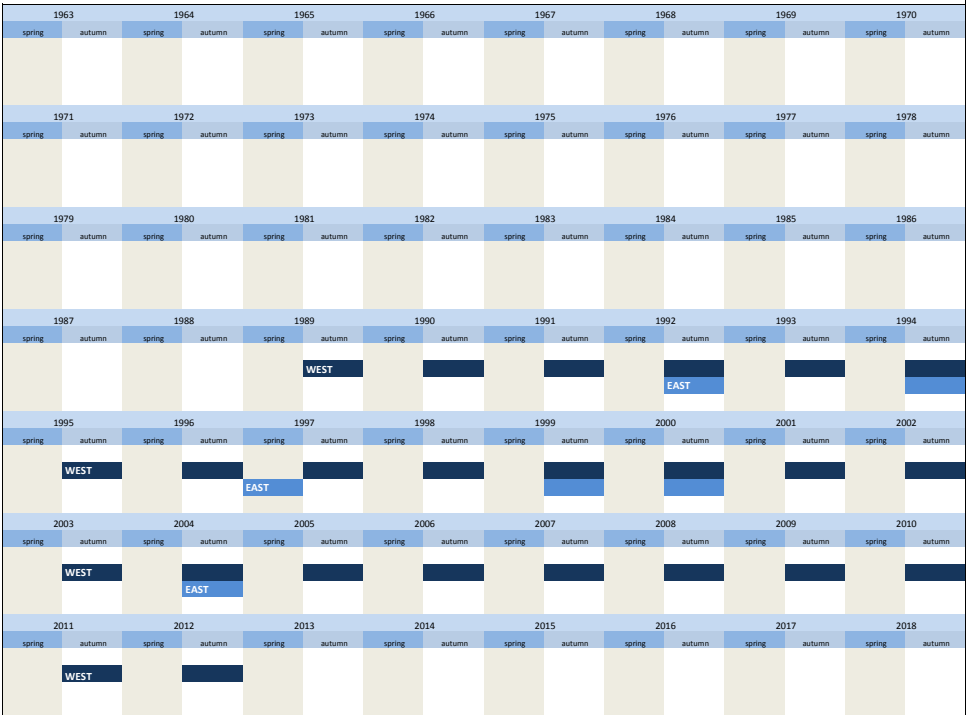 1963 1964 1965 1966 1967 1968 1969 1970
spring autumn spring autumn spring autumn spring autumn spring autumn spring autumn spring autumn spring autumn
1971 1972 1973 1974 1975 1976 1977 1978
spring autumn spring autumn spring autumn spring autumn spring autumn spring autumn spring autumn spring autumn
1979 1980 1981 1982 1983 1984 1985 1986
spring autumn spring autumn spring autumn spring autumn spring autumn spring autumn spring autumn spring autumn
1987 1988 1989 1990 1991 1992 1993 1994
spring autumn spring autumn spring autumn spring autumn spring autumn spring autumn spring autumn spring autumn
WEST
EAST
1995 1996 1997 1998 1999 2000 2001 2002
spring autumn spring autumn spring autumn spring autumn spring autumn spring autumn spring autumn spring autumn
WEST
EAST
2003 2004 2005 2006 2007 2008 2009 2010
spring autumn spring autumn spring autumn spring autumn spring autumn spring autumn spring autumn spring autumn
WEST
EAST
2011 2012 2013 2014 2015 2016 2017 2018
spring autumn spring autumn spring autumn spring autumn spring autumn spring autumn spring autumn spring autumn
WEST